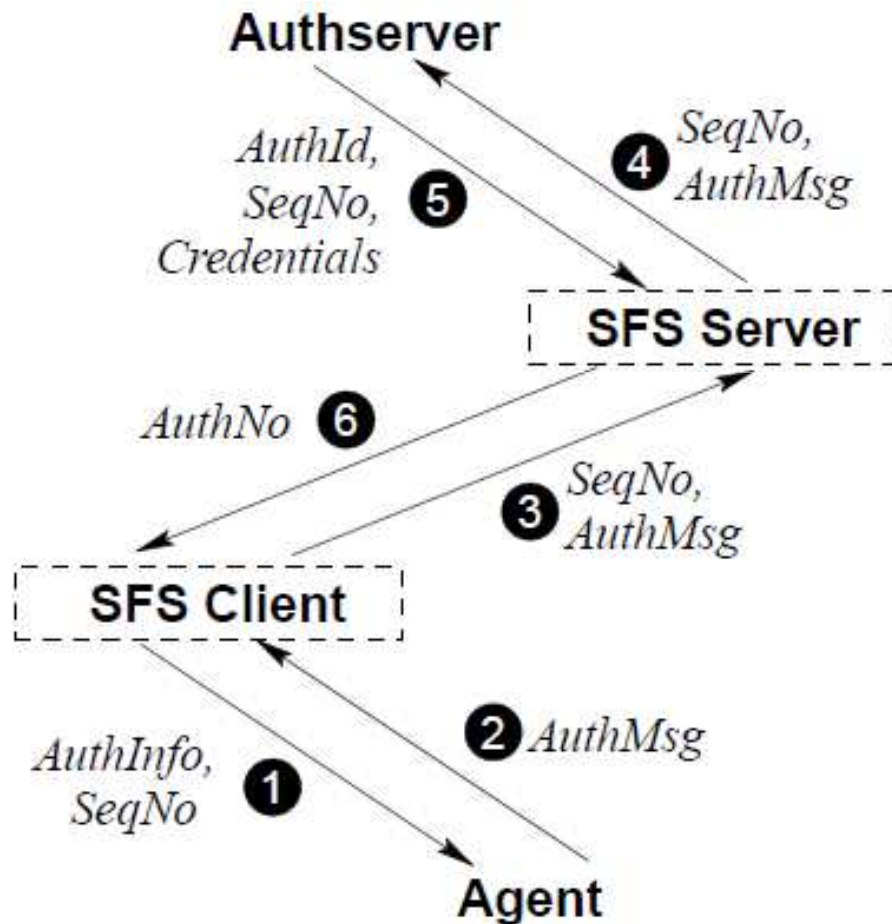 Authserver
SeqNo,
4 AuthMsg
AuthId,
SeqNo, 5
Credentials
SFS Server
AuthNo 6
SeqNo,
3 AuthMsg
SFS Client
2 AuthMsg
AuthInfo,
SeqNo 1
Agent